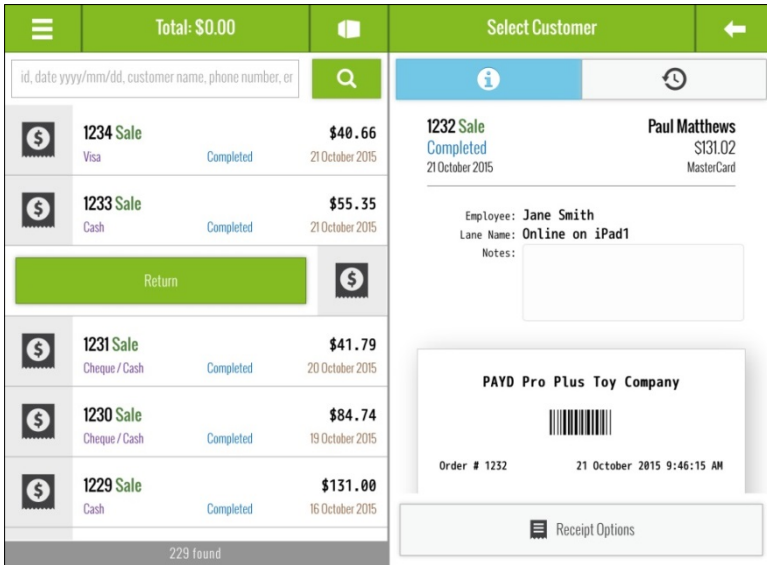 Total: $0.00
Select Customer
id, date yyyy/mm/dd, customer name, phone number, er
1234 Sale $40.66
Visa Completed 21 October 2015
1233 Sale $55.35
Cash Completed 21 October 2015
Return
1231 Sale $41.79
Cheque / Cash Completed 20 October 2015
1230 Sale $84.74
Cheque / Cash Completed 19 October 2015
1229 Sale $131.00
Cash Completed 16 October 2015
229 found
1232 Sale Paul Matthews
Completed $131.02
21 October 2015 MasterCard
Employee: Jane Smith
Lane Name: Online on iPad1
Notes:
PAYD Pro Plus Toy Company
Order # 1232 21 October 2015 9:46:15 AM
Receipt Options